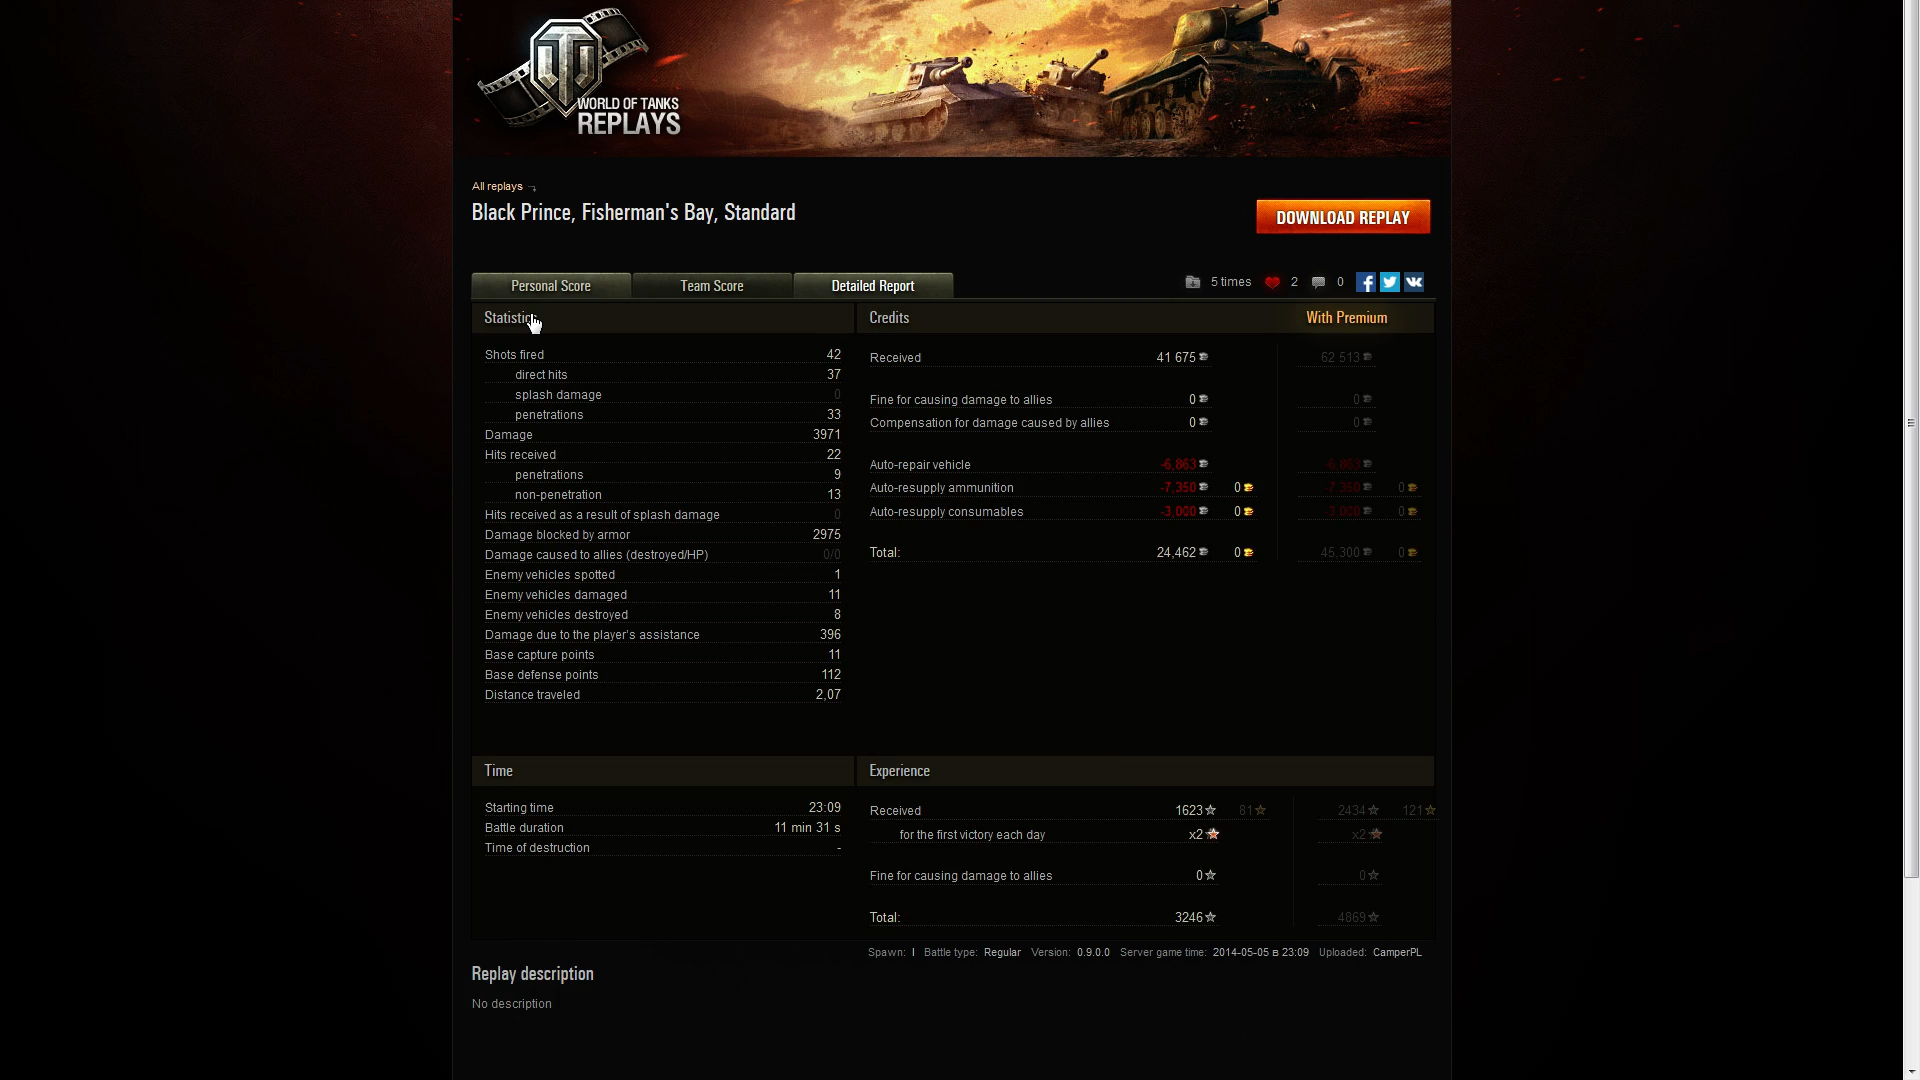 WORLD OF TANKS
REPLAYS
All replays
Black Prince, Fisherman's Bay, Standard
DOWNLOAD REPLAY
Personal Score Team Score Detailed Report 5 times 2 0
Statistics
Shots fired 42
direct hits 37
splash damage 0
penetrations 33
Damage 3971
Hits received 22
penetrations 9
non-penetration 13
Hits received as a result of splash damage 0
Damage blocked by armor 2975
Damage caused to allies (destroyed/HP) 0/0
Enemy vehicles spotted 1
Enemy vehicles damaged 11
Enemy vehicles destroyed 8
Damage due to the player's assistance 396
Base capture points 11
Base defense points 112
Distance traveled 2,07
Credits With Premium
Received 41 675 62 513
Fine for causing damage to allies 0 0
Compensation for damage caused by allies 0 0
Auto-repair vehicle -6,863 -6,863
Auto-resupply ammunition -7,350 0 -7,350 0
Auto-resupply consumables -3,000 0 -3,000 0
Total: 24,462 0 45,300 0
Time
Starting time 23:09
Battle duration 11 min 31 s
Time of destruction -
Experience
Received 1623 81 2434 121
for the first victory each day x2 x2
Fine for causing damage to allies 0 0
Total: 3246 4869
Spawn: I Battle type: Regular Version: 0.9.0.0 Server game time: 2014-05-05 в 23:09 Uploaded: CamperPL
Replay description
No description